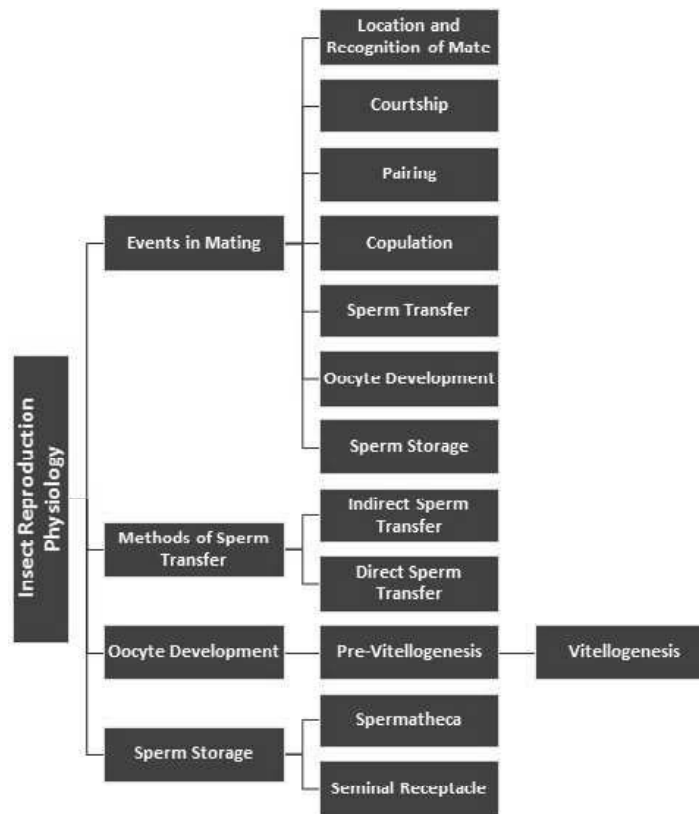 Insect Reproduction
Physiology
Events in Mating
Location and
Recognition of Mate
Courtship
Pairing
Copulation
Sperm Transfer
Oocyte Development
Sperm Storage
Methods of Sperm
Transfer
Indirect Sperm
Transfer
Direct Sperm
Transfer
Oocyte Development
Pre-Vitellogenesis
Vitellogenesis
Sperm Storage
Spermatheca
Seminal Receptacle